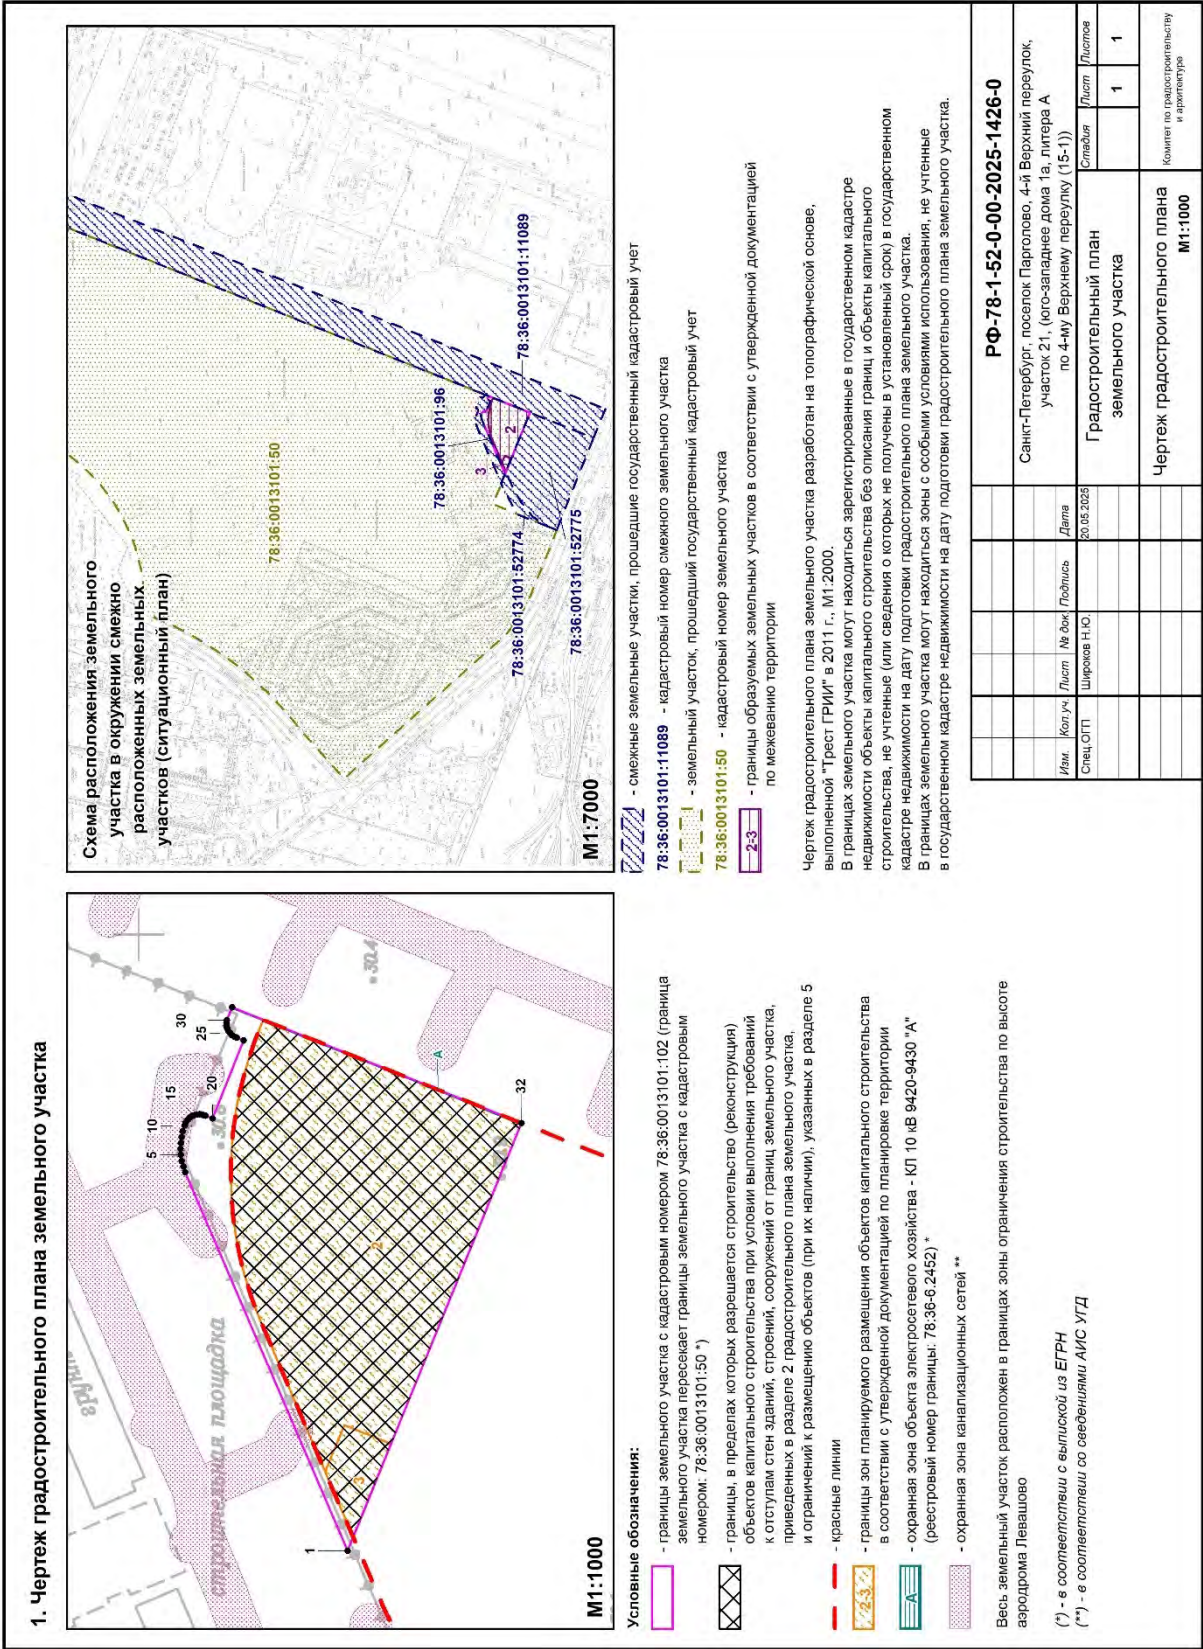 1. Чертеж градостроительного плана земельного участка
1
5
10
15
20
25
30
32
А
2
3
30.4
строительная площадка
М1:1000
Условные обозначения:
- границы земельного участка с кадастровым номером 78:36:0013101:102 (граница
земельного участка пересекает границы земельного участка с кадастровым
номером: 78:36:0013101:50 *)
- границы, в пределах которых разрешается строительство (реконструкция)
объектов капитального строительства при условии выполнения требований
к отступам стен зданий, строений, сооружений от границ земельного участка,
приведенных в разделе 2 градостроительного плана земельного участка,
и ограничений к размещению объектов (при их наличии), указанных в разделе 5
- красные линии
2-3
- границы зон планируемого размещения объектов капитального строительства
в соответствии с утвержденной документацией по планировке территории
А
- охранная зона объекта электросетевого хозяйства - КЛ 10 кВ 9420-9430 "А"
(реестровый номер границы: 78:36-6.2452) *
- охранная зона канализационных сетей **
Весь земельный участок расположен в границах зоны ограничения строительства по высоте
аэродрома Левашово
(*) - в соответствии с выпиской из ЕГРН
(**) - в соответствии со сведениями АИС УГД
Схема расположения земельного
участка в окружении смежно
расположенных земельных
участков (ситуационный план)
78:36:0013101:50
78:36:0013101:96
78:36:0013101:11089
78:36:0013101:52774
78:36:0013101:52775
3
2
М1:7000
- смежные земельные участки, прошедшие государственный кадастровый учет
78:36:0013101:11089 - кадастровый номер смежного земельного участка
- земельный участок, прошедший государственный кадастровый учет
78:36:0013101:50 - кадастровый номер земельного участка
2-3
- границы образуемых земельных участков в соответствии с утвержденной документацией
по межеванию территории
Чертеж градостроительного плана земельного участка разработан на топографической основе,
выполненной "Трест ГРИИ" в 2011 г., М1:2000.
В границах земельного участка могут находиться зарегистрированные в государственном кадастре
недвижимости объекты капитального строительства без описания границ и объекты капитального
строительства, не учтенные (или сведения о которых не получены в установленный срок) в государственном
кадастре недвижимости на дату подготовки градостроительного плана земельного участка.
В границах земельного участка могут находиться зоны с особыми условиями использования, не учтенные
в государственном кадастре недвижимости на дату подготовки градостроительного плана земельного участка.
РФ-78-1-52-0-00-2025-1426-0
Санкт-Петербург, поселок Парголово, 4-й Верхний переулок,
участок 21, (юго-западнее дома 1а, литера А
по 4-му Верхнему переулку (15-1))
Изм. Кол.уч. Лист № док. Подпись Дата
Спец.ОГП Широков Н.Ю. 20.05.2025
Градостроительный план
земельного участка
Стадия Лист Листов
1 1
Чертеж градостроительного плана
М1:1000
Комитет по градостроительству
и архитектуре